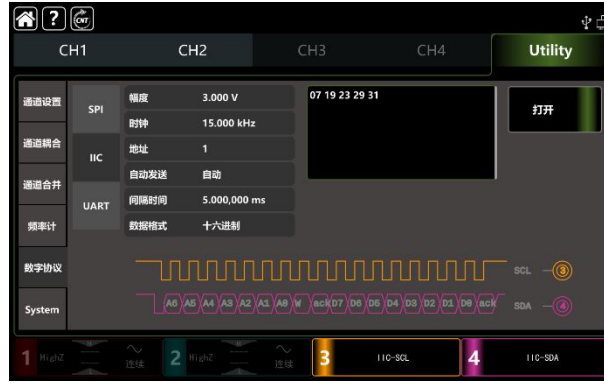 ? CNT
CH1 CH2 CH3 CH4 Utility
通道设置
通道耦合
通道合并
频率计
数字协议
System
SPI
IIC
UART
幅度 3.000 V
时钟 15.000 kHz
地址 1
自动发送 自动
间隔时间 5.000,000 ms
数据格式 十六进制
07 19 23 29 31
打开
SCL 3
A6 A5 A4 A3 A2 A1 A0 W ack D7 D6 D5 D4 D3 D2 D1 D0 ack SDA 4
1 HighZ 连续 2 HighZ 连续 3 IIC-SCL 4 IIC-SDA